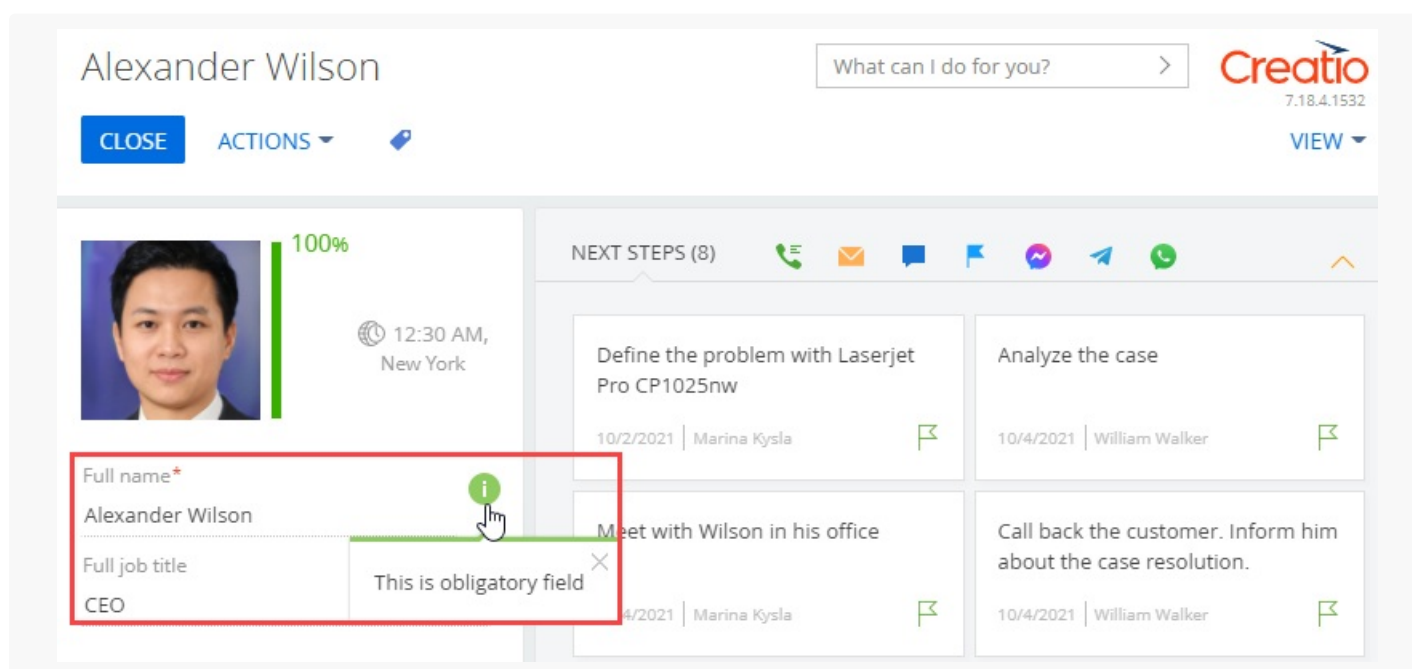 Alexander Wilson
What can I do for you?
Creatio
7.18.4.1532
CLOSE
ACTIONS
VIEW
100%
12:30 AM,
New York
Full name*
Alexander Wilson
i
Full job title
CEO
This is obligatory field
NEXT STEPS (8)
Define the problem with Laserjet
Pro CP1025nw
10/2/2021 | Marina Kysla
Analyze the case
10/4/2021 | William Walker
Meet with Wilson in his office
4/2021 | Marina Kysla
Call back the customer. Inform him
about the case resolution.
10/4/2021 | William Walker